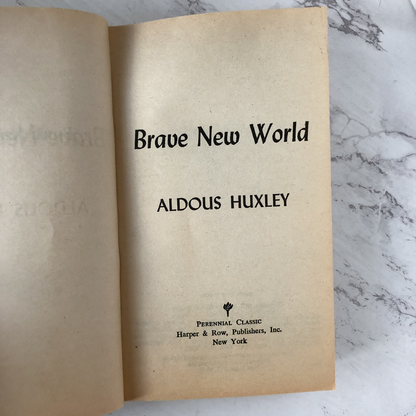 Brave New World
ALDOUS HUXLEY
PERENNIAL CLASSIC
Harper & Row, Publishers, Inc.
New York